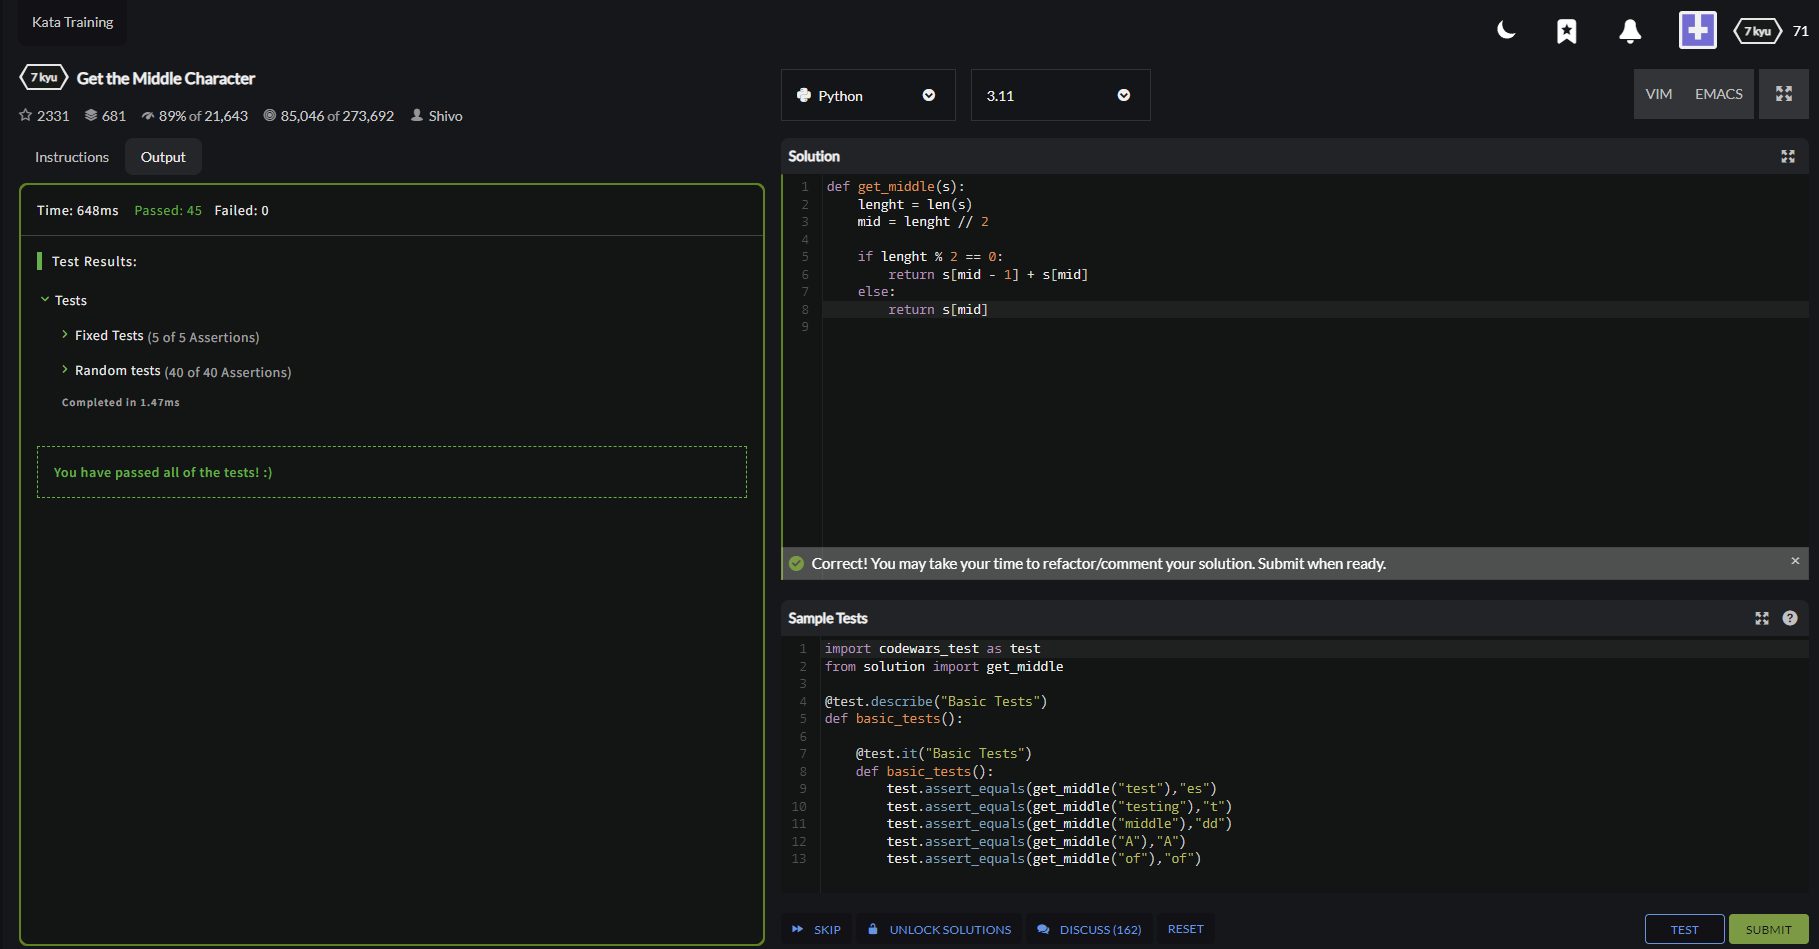 Kata Training
7 kyu 71
7 kyu Get the Middle Character
2331 681 89% of 21,643 85,046 of 273,692 Shivo
Instructions Output
Time: 648ms Passed: 45 Failed: 0
Test Results:
Tests
Fixed Tests (5 of 5 Assertions)
Random tests (40 of 40 Assertions)
Completed in 1.47ms
You have passed all of the tests! :)
Python 3.11 VIM EMACS
Solution
1 def get_middle(s):
2     lenght = len(s)
3     mid = lenght // 2
4
5     if lenght % 2 == 0:
6         return s[mid - 1] + s[mid]
7     else:
8         return s[mid]
9
Correct! You may take your time to refactor/comment your solution. Submit when ready. ×
Sample Tests ?
1 import codewars_test as test
2 from solution import get_middle
3
4 @test.describe("Basic Tests")
5 def basic_tests():
6
7     @test.it("Basic Tests")
8     def basic_tests():
9         test.assert_equals(get_middle("test"),"es")
10         test.assert_equals(get_middle("testing"),"t")
11         test.assert_equals(get_middle("middle"),"dd")
12         test.assert_equals(get_middle("A"),"A")
13         test.assert_equals(get_middle("of"),"of")
SKIP UNLOCK SOLUTIONS DISCUSS (162) RESET TEST SUBMIT